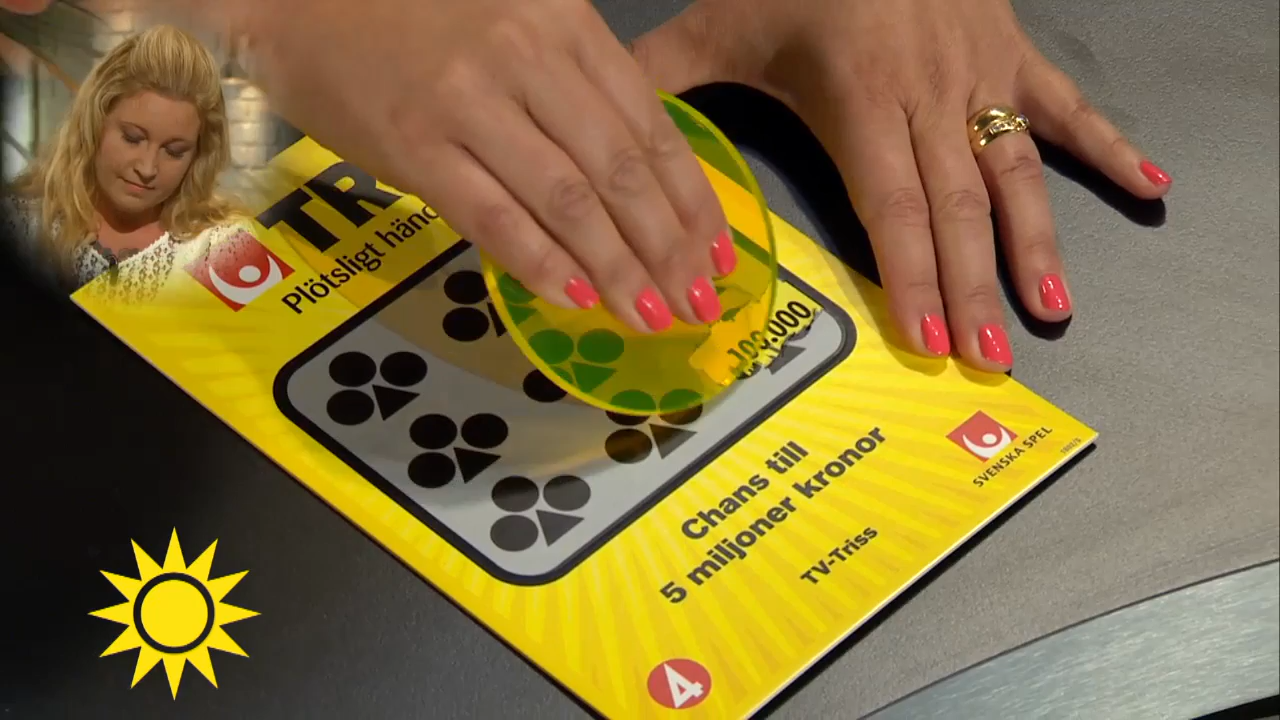 TR
Plötsligt händ
100.000
Chans till
5 miljoner kronor
TV-Triss
SVENSKA SPEL
4